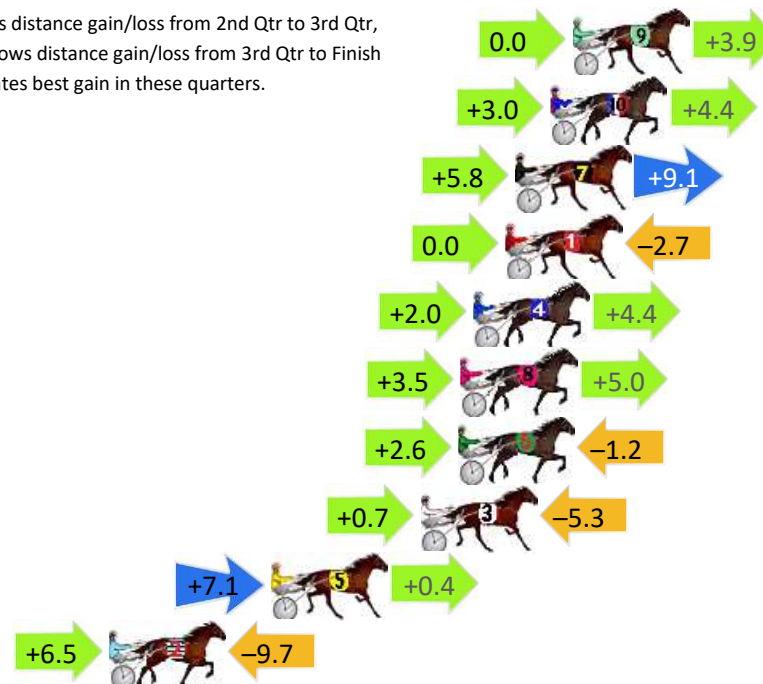 s distance gain/loss from 2nd Qtr to 3rd Qtr,
ows distance gain/loss from 3rd Qtr to Finish
tes best gain in these quarters.
0.0 9 +3.9
+3.0 10 +4.4
+5.8 7 +9.1
0.0 1 –2.7
+2.0 4 +4.4
+3.5 8 +5.0
+2.6 –1.2
+0.7 3 –5.3
+7.1 5 +0.4
+6.5 2 –9.7